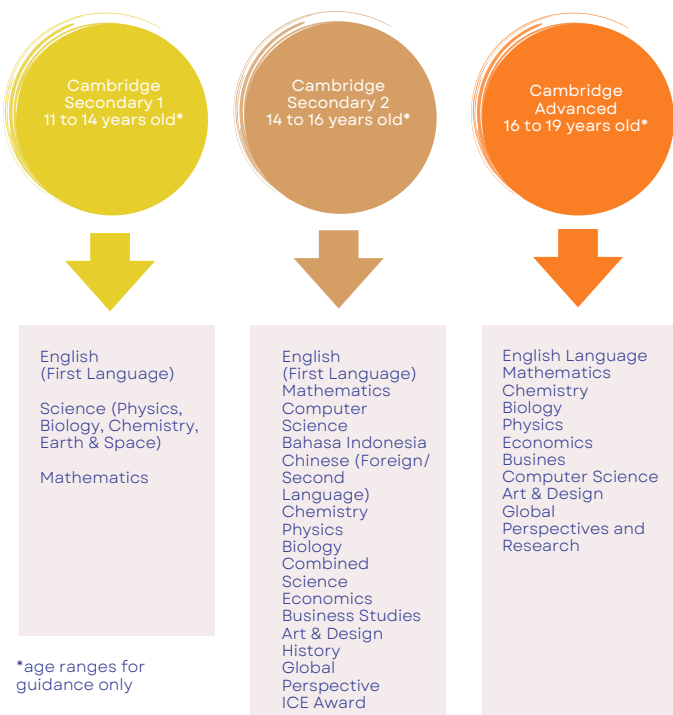 Cambridge
Secondary 1
11 to 14 years old*
Cambridge
Secondary 2
14 to 16 years old*
Cambridge
Advanced
16 to 19 years old*
English
(First Language)
Science (Physics,
Biology, Chemistry,
Earth & Space)
Mathematics
*age ranges for
guidance only
English
(First Language)
Mathematics
Computer
Science
Bahasa Indonesia
Chinese (Foreign/
Second
Language)
Chemistry
Physics
Biology
Combined
Science
Economics
Business Studies
Art & Design
History
Global
Perspective
ICE Award
English Language
Mathematics
Chemistry
Biology
Physics
Economics
Busines
Computer Science
Art & Design
Global
Perspectives and
Research